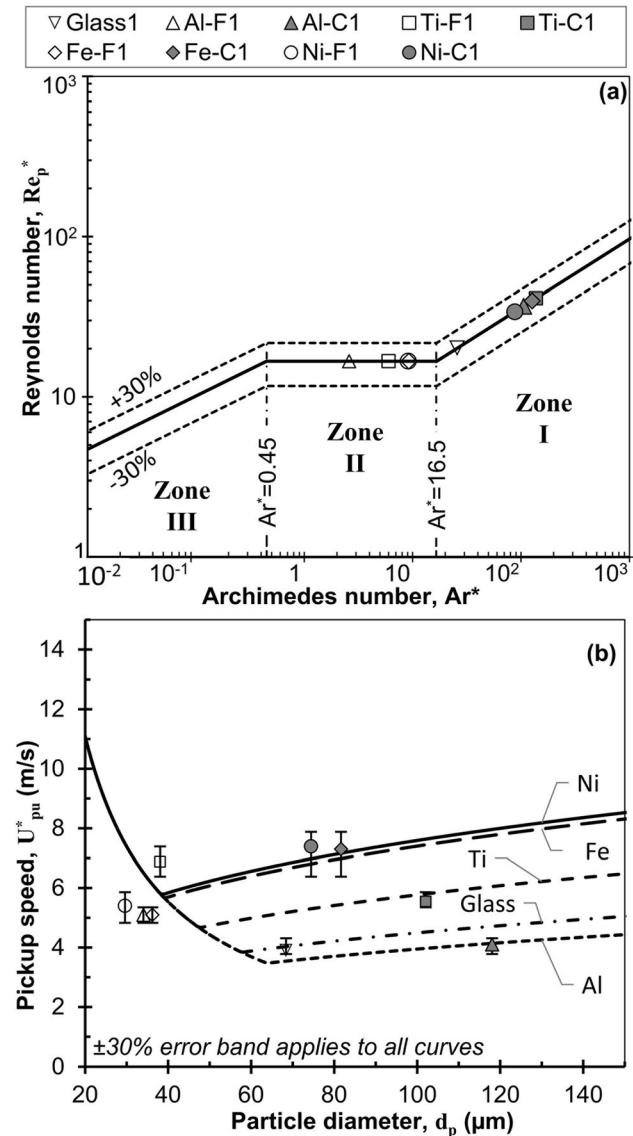 Glass1 Al-F1 Al-C1 Ti-F1 Ti-C1
Fe-F1 Fe-C1 Ni-F1 Ni-C1
(a)
10³
10²
10
1
Reynolds number, Reₚ*
+30%
-30%
Zone
III
Ar*=0.45
Zone
II
Ar*=16.5
Zone
I
10⁻² 10⁻¹ 1 10 10² 10³
Archimedes number, Ar*
(b)
14
12
10
8
6
4
2
0
Pickup speed, U*ₚᵤ (m/s)
Ni
Fe
Ti
Glass
Al
±30% error band applies to all curves
20 40 60 80 100 120 140
Particle diameter, dₚ (µm)